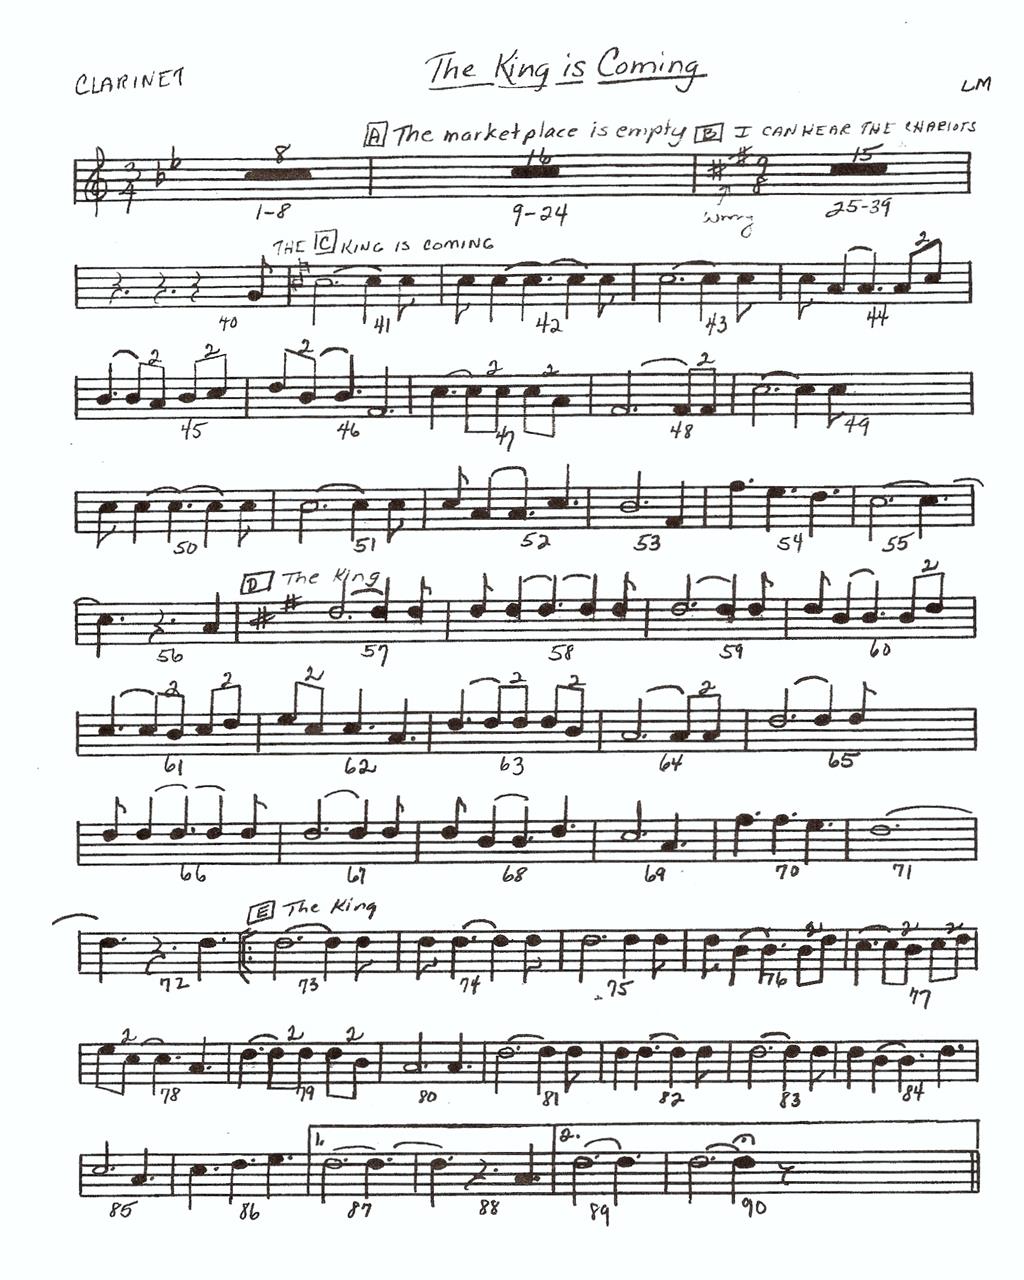 The King is Coming
CLARINET
LM
A The marketplace is empty B I CAN HEAR THE CHARIOTS
3 4 8 16 9 8 15
1-8 9-24 wrong 25-39
THE C KING IS COMING
2
40 41 42 43 44
2 2 2 2 2 2
45 46 47 48 49
50 51 52 53 54 55
D The King
56 57 58 59 60
2
2 2 2 2 2 2
61 62 63 64 65
66 67 68 69 70 71
E The King
2 2 2
72 73 74 75 76 77
2 2 2
78 79 80 81 82 83 84
1. 2.
85 86 87 88 89 90